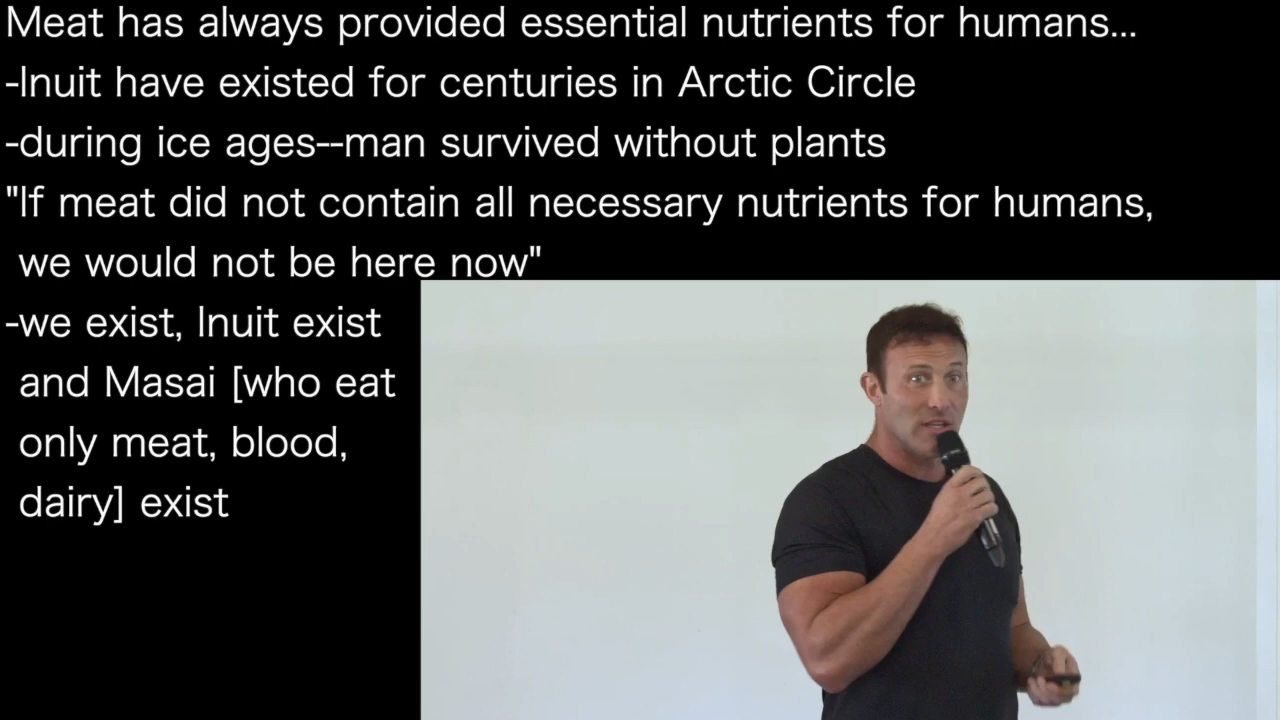 Meat has always provided essential nutrients for humans...
-Inuit have existed for centuries in Arctic Circle
-during ice ages--man survived without plants
"If meat did not contain all necessary nutrients for humans,
we would not be here now"
-we exist, Inuit exist
and Masai [who eat
only meat, blood,
dairy] exist